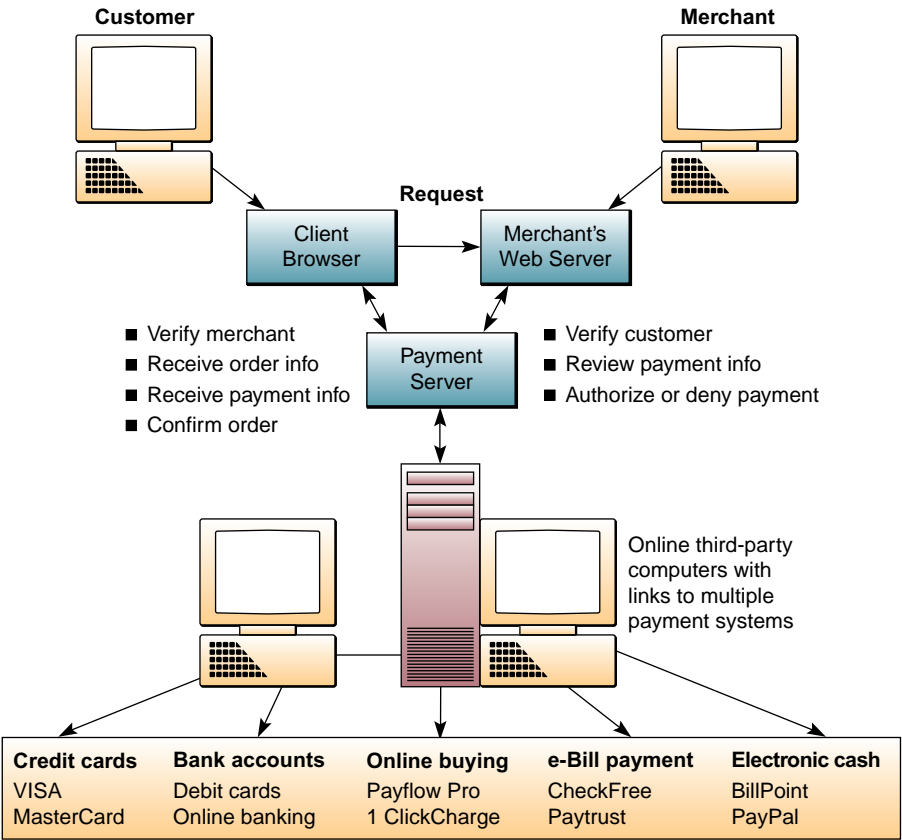 Customer
Merchant
Request
Client
Browser
Merchant's
Web Server
■ Verify merchant
■ Receive order info
■ Receive payment info
■ Confirm order
Payment
Server
■ Verify customer
■ Review payment info
■ Authorize or deny payment
Online third-party
computers with
links to multiple
payment systems
Credit cards
VISA
MasterCard
Bank accounts
Debit cards
Online banking
Online buying
Payflow Pro
1 ClickCharge
e-Bill payment
CheckFree
Paytrust
Electronic cash
BillPoint
PayPal